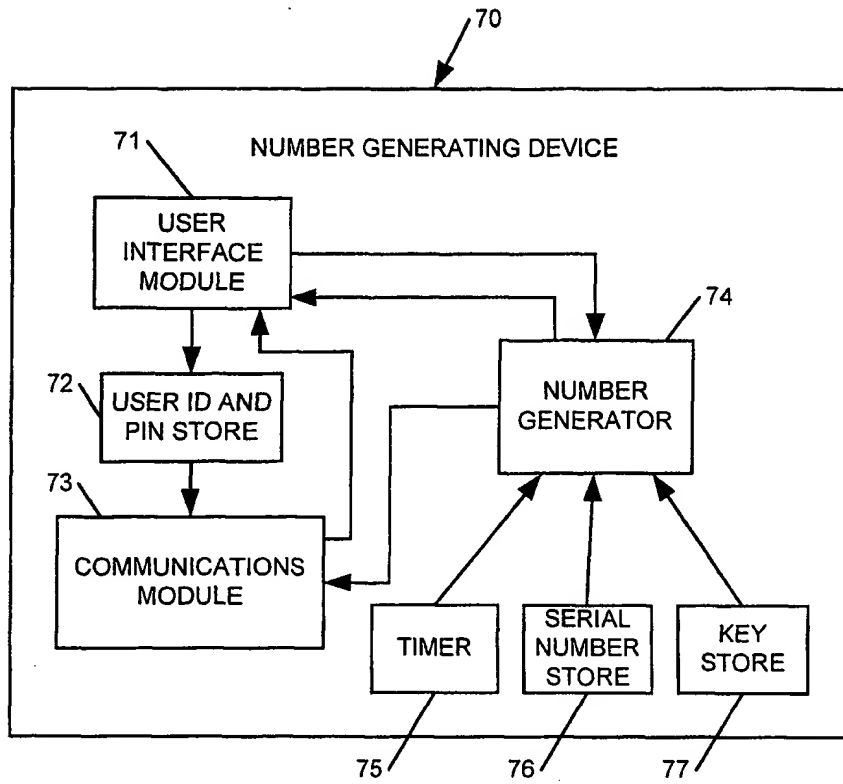 70
NUMBER GENERATING DEVICE
71
USER
INTERFACE
MODULE
74
NUMBER
GENERATOR
72
USER ID AND
PIN STORE
73
COMMUNICATIONS
MODULE
TIMER
SERIAL
NUMBER
STORE
KEY
STORE
75
76
77